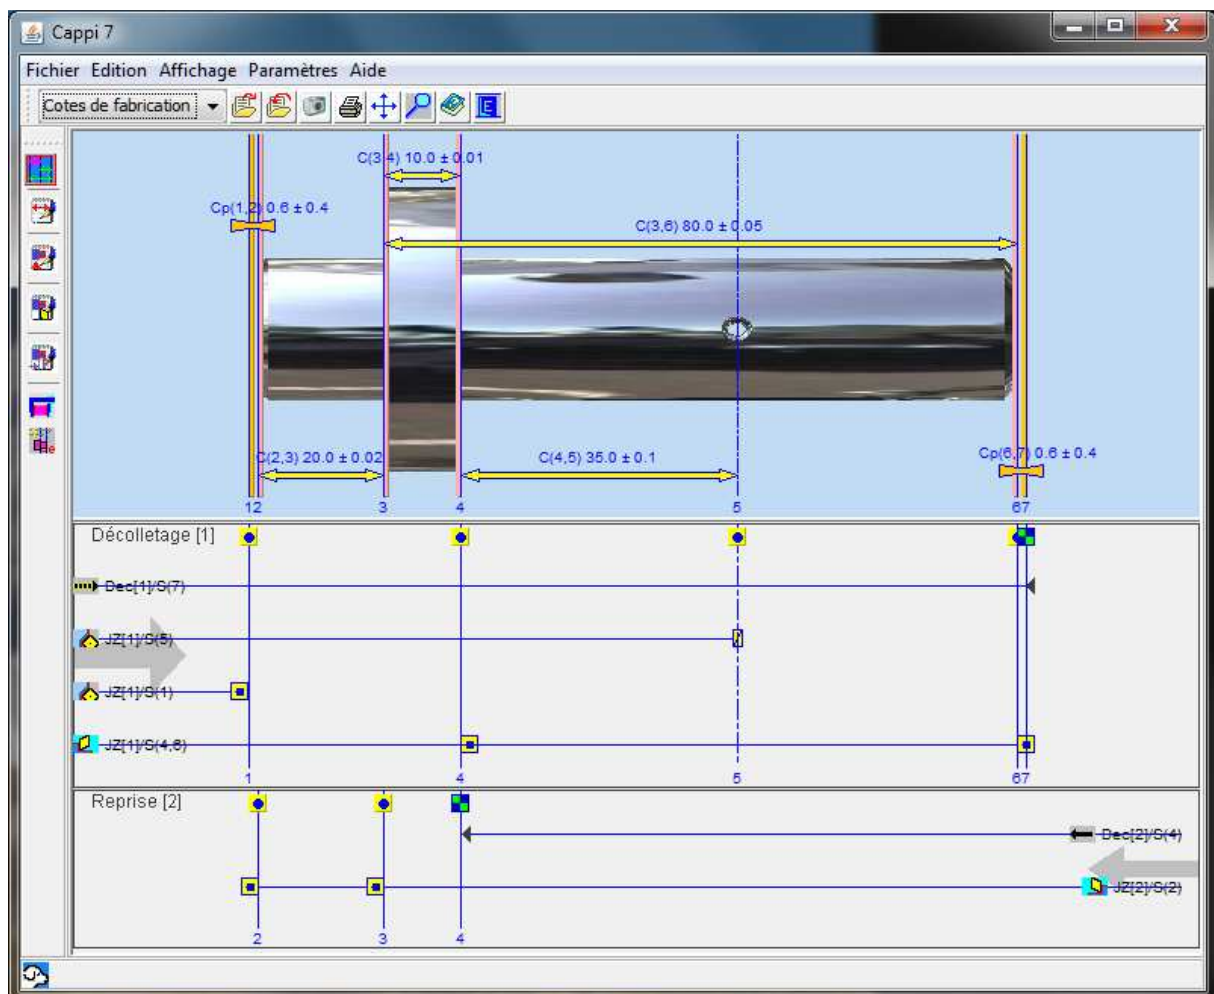 Cappi 7
Fichier Edition Affichage Paramètres Aide
Cotes de fabrication
C(3,4) 10.0 ± 0.01
Cp(1,2) 0.6 ± 0.4
C(3,6) 80.0 ± 0.05
C(2,3) 20.0 ± 0.02
C(4,5) 35.0 ± 0.1
Cp(6,7) 0.6 ± 0.4
12 3 4 5 67
Décolletage [1]
Dec[1]/S(7)
JZ[1]/S(5)
JZ[1]/S(1)
JZ[1]/S(4,6)
1 4 5 67
Reprise [2]
Dec[2]/S(4)
JZ[2]/S(2)
2 3 4